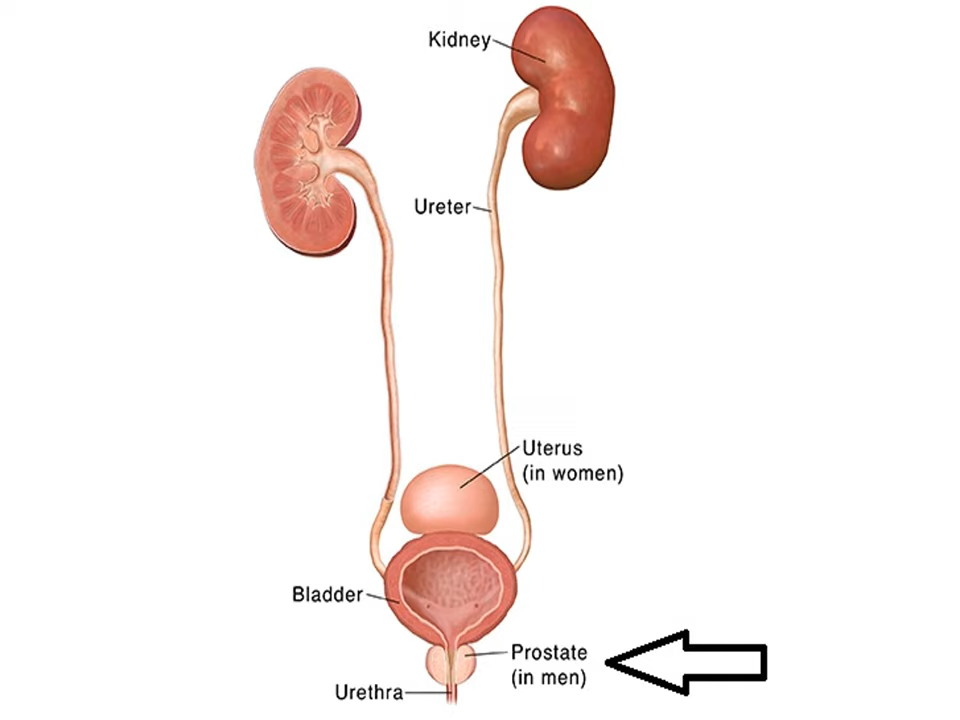 Kidney
Ureter
Uterus
(in women)
Bladder
Prostate
(in men)
Urethra